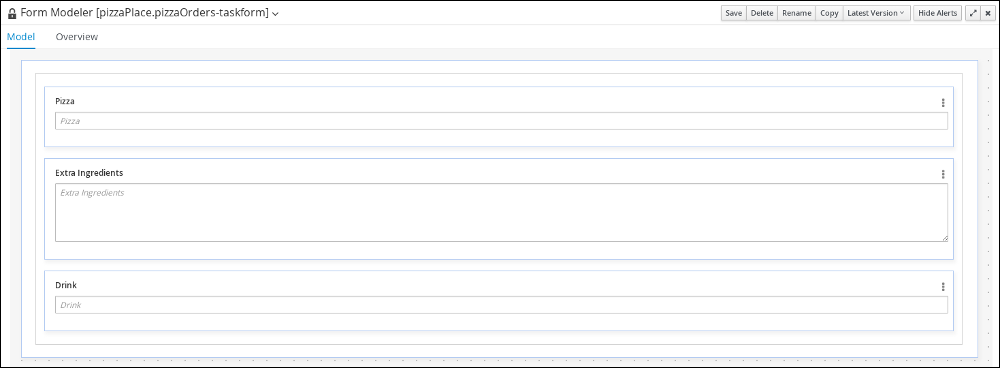 Form Modeler [pizzaPlace.pizzaOrders-taskform]
Save Delete Rename Copy Latest Version Hide Alerts
Model Overview
Pizza
Pizza
Extra Ingredients
Extra Ingredients
Drink
Drink